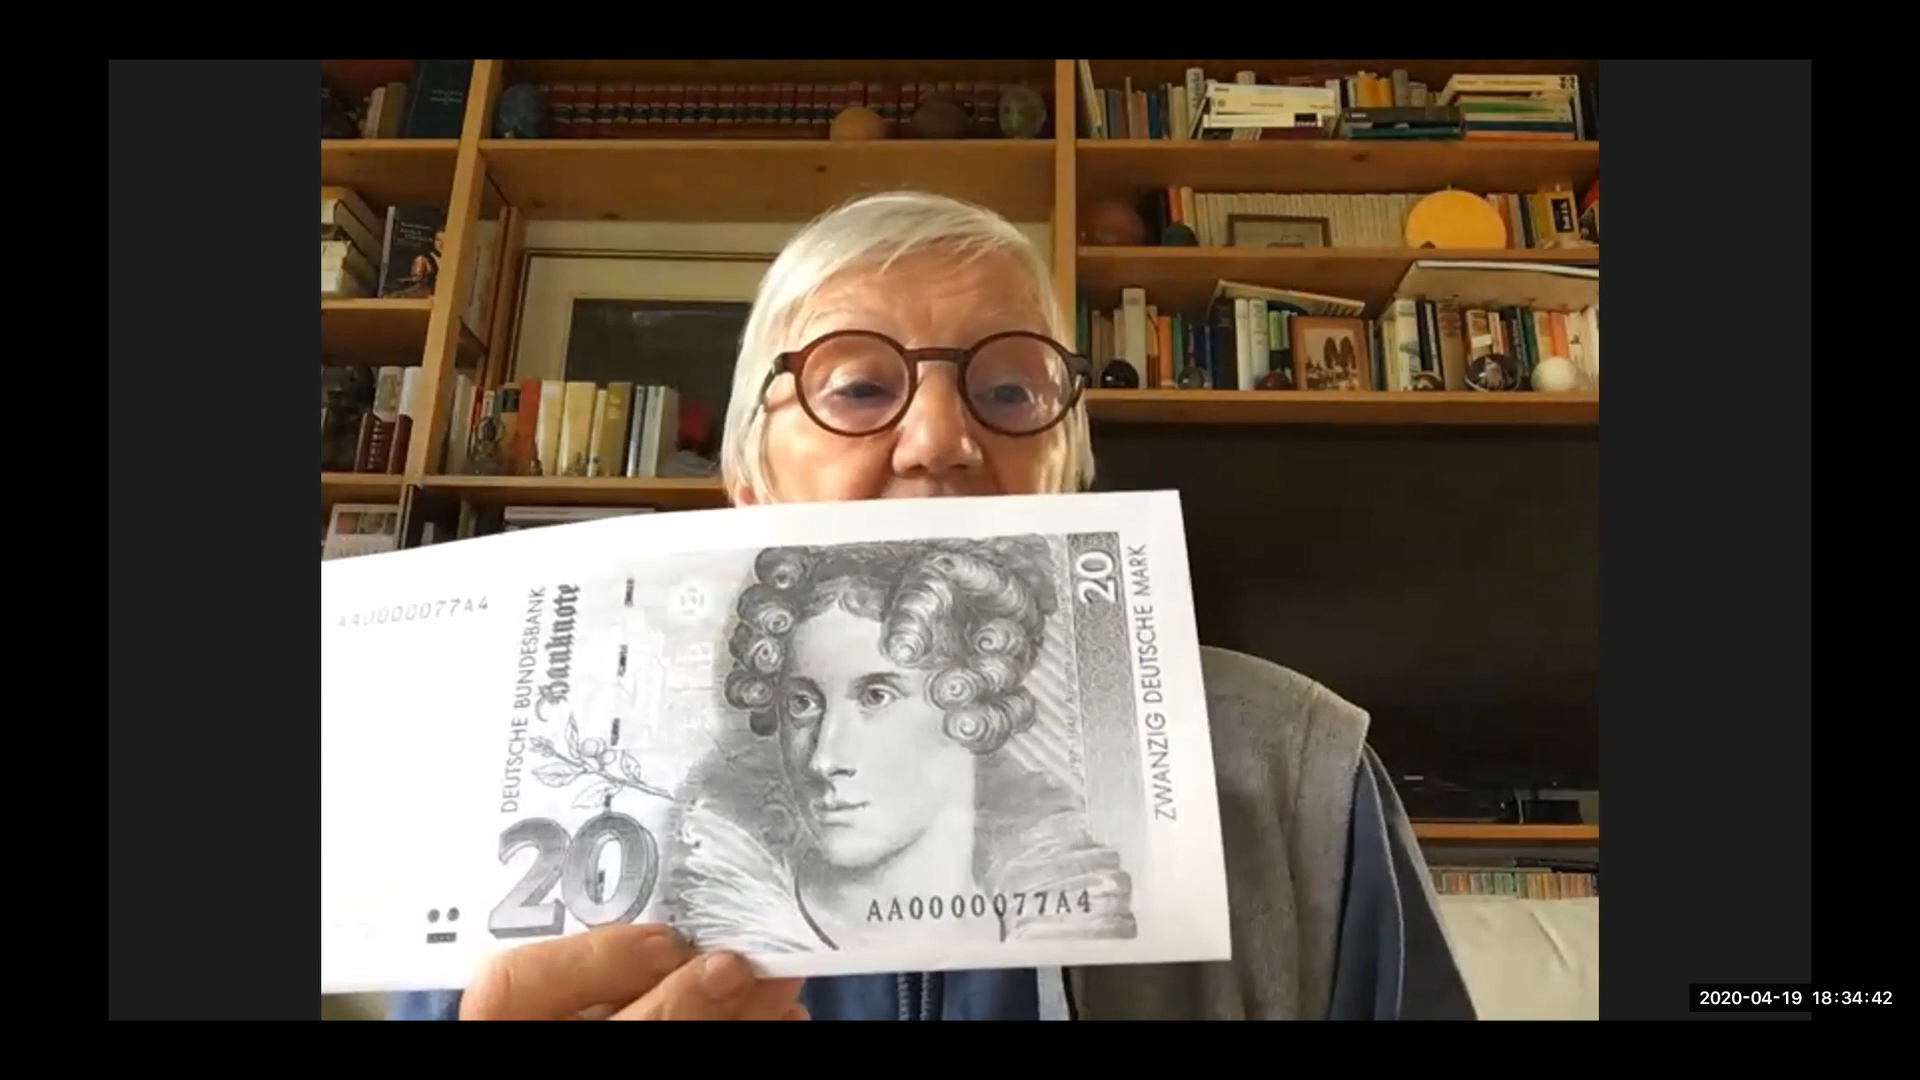 AA0000077A4
DEUTSCHE BUNDESBANK
Banknote
20
20
ZWANZIG DEUTSCHE MARK
AA0000077A4
2020-04-19 18:34:42